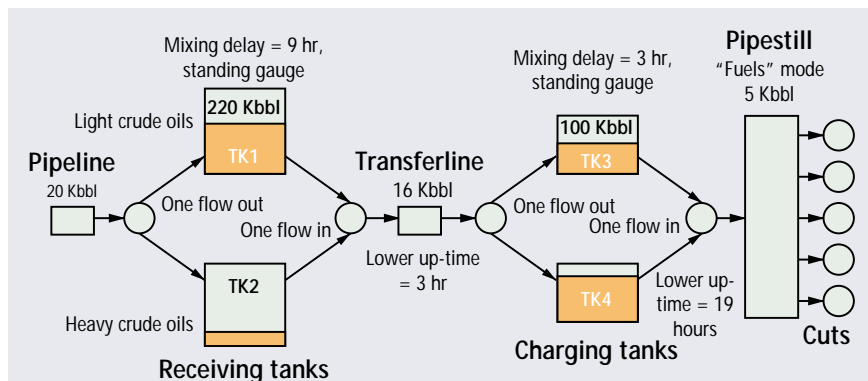 Mixing delay = 9 hr,
standing gauge
220 Kbbl
Light crude oils
TK1
Pipeline
20 Kbbl
One flow out
One flow in
TK2
Heavy crude oils
Receiving tanks
Transferline
16 Kbbl
Lower up-time
= 3 hr
Mixing delay = 3 hr,
standing gauge
100 Kbbl
TK3
One flow out
One flow in
TK4
Lower up-
time = 19
hours
Charging tanks
Pipestill
“Fuels” mode
5 Kbbl
Cuts